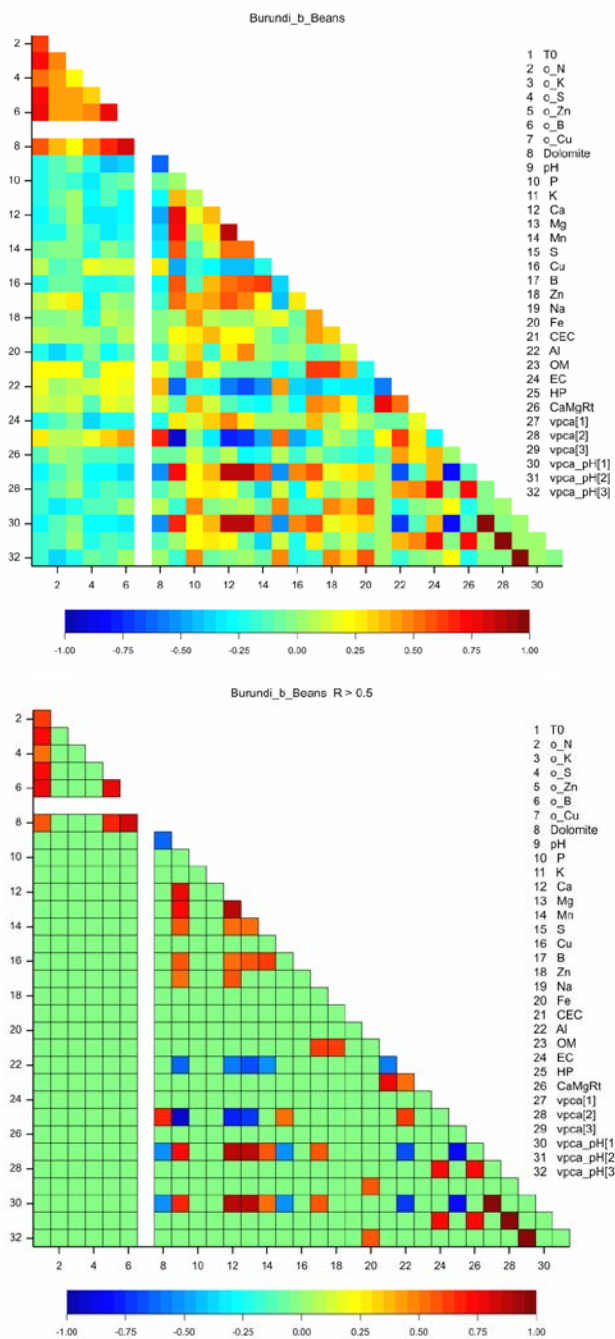 Burundi_b_Beans
2
4
6
8
10
12
14
16
18
20
22
24
26
28
30
32
1 T0
2 o_N
3 o_K
4 o_S
5 o_Zn
6 o_B
7 o_Cu
8 Dolomite
9 pH
10 P
11 K
12 Ca
13 Mg
14 Mn
15 S
16 Cu
17 B
18 Zn
19 Na
20 Fe
21 CEC
22 Al
23 OM
24 EC
25 HP
26 CaMgRt
27 vpca[1]
28 vpca[2]
29 vpca[3]
30 vpca_pH[1]
31 vpca_pH[2]
32 vpca_pH[3]
2 4 6 8 10 12 14 16 18 20 22 24 26 28 30
-1.00 -0.75 -0.50 -0.25 0.00 0.25 0.50 0.75 1.00
Burundi_b_Beans R > 0.5
2
4
6
8
10
12
14
16
18
20
22
24
26
28
30
32
1 T0
2 o_N
3 o_K
4 o_S
5 o_Zn
6 o_B
7 o_Cu
8 Dolomite
9 pH
10 P
11 K
12 Ca
13 Mg
14 Mn
15 S
16 Cu
17 B
18 Zn
19 Na
20 Fe
21 CEC
22 Al
23 OM
24 EC
25 HP
26 CaMgRt
27 vpca[1]
28 vpca[2]
29 vpca[3]
30 vpca_pH[1
31 vpca_pH[2
32 vpca_pH[3
2 4 6 8 10 12 14 16 18 20 22 24 26 28 30
-1.00 -0.75 -0.50 -0.25 0.00 0.25 0.50 0.75 1.00